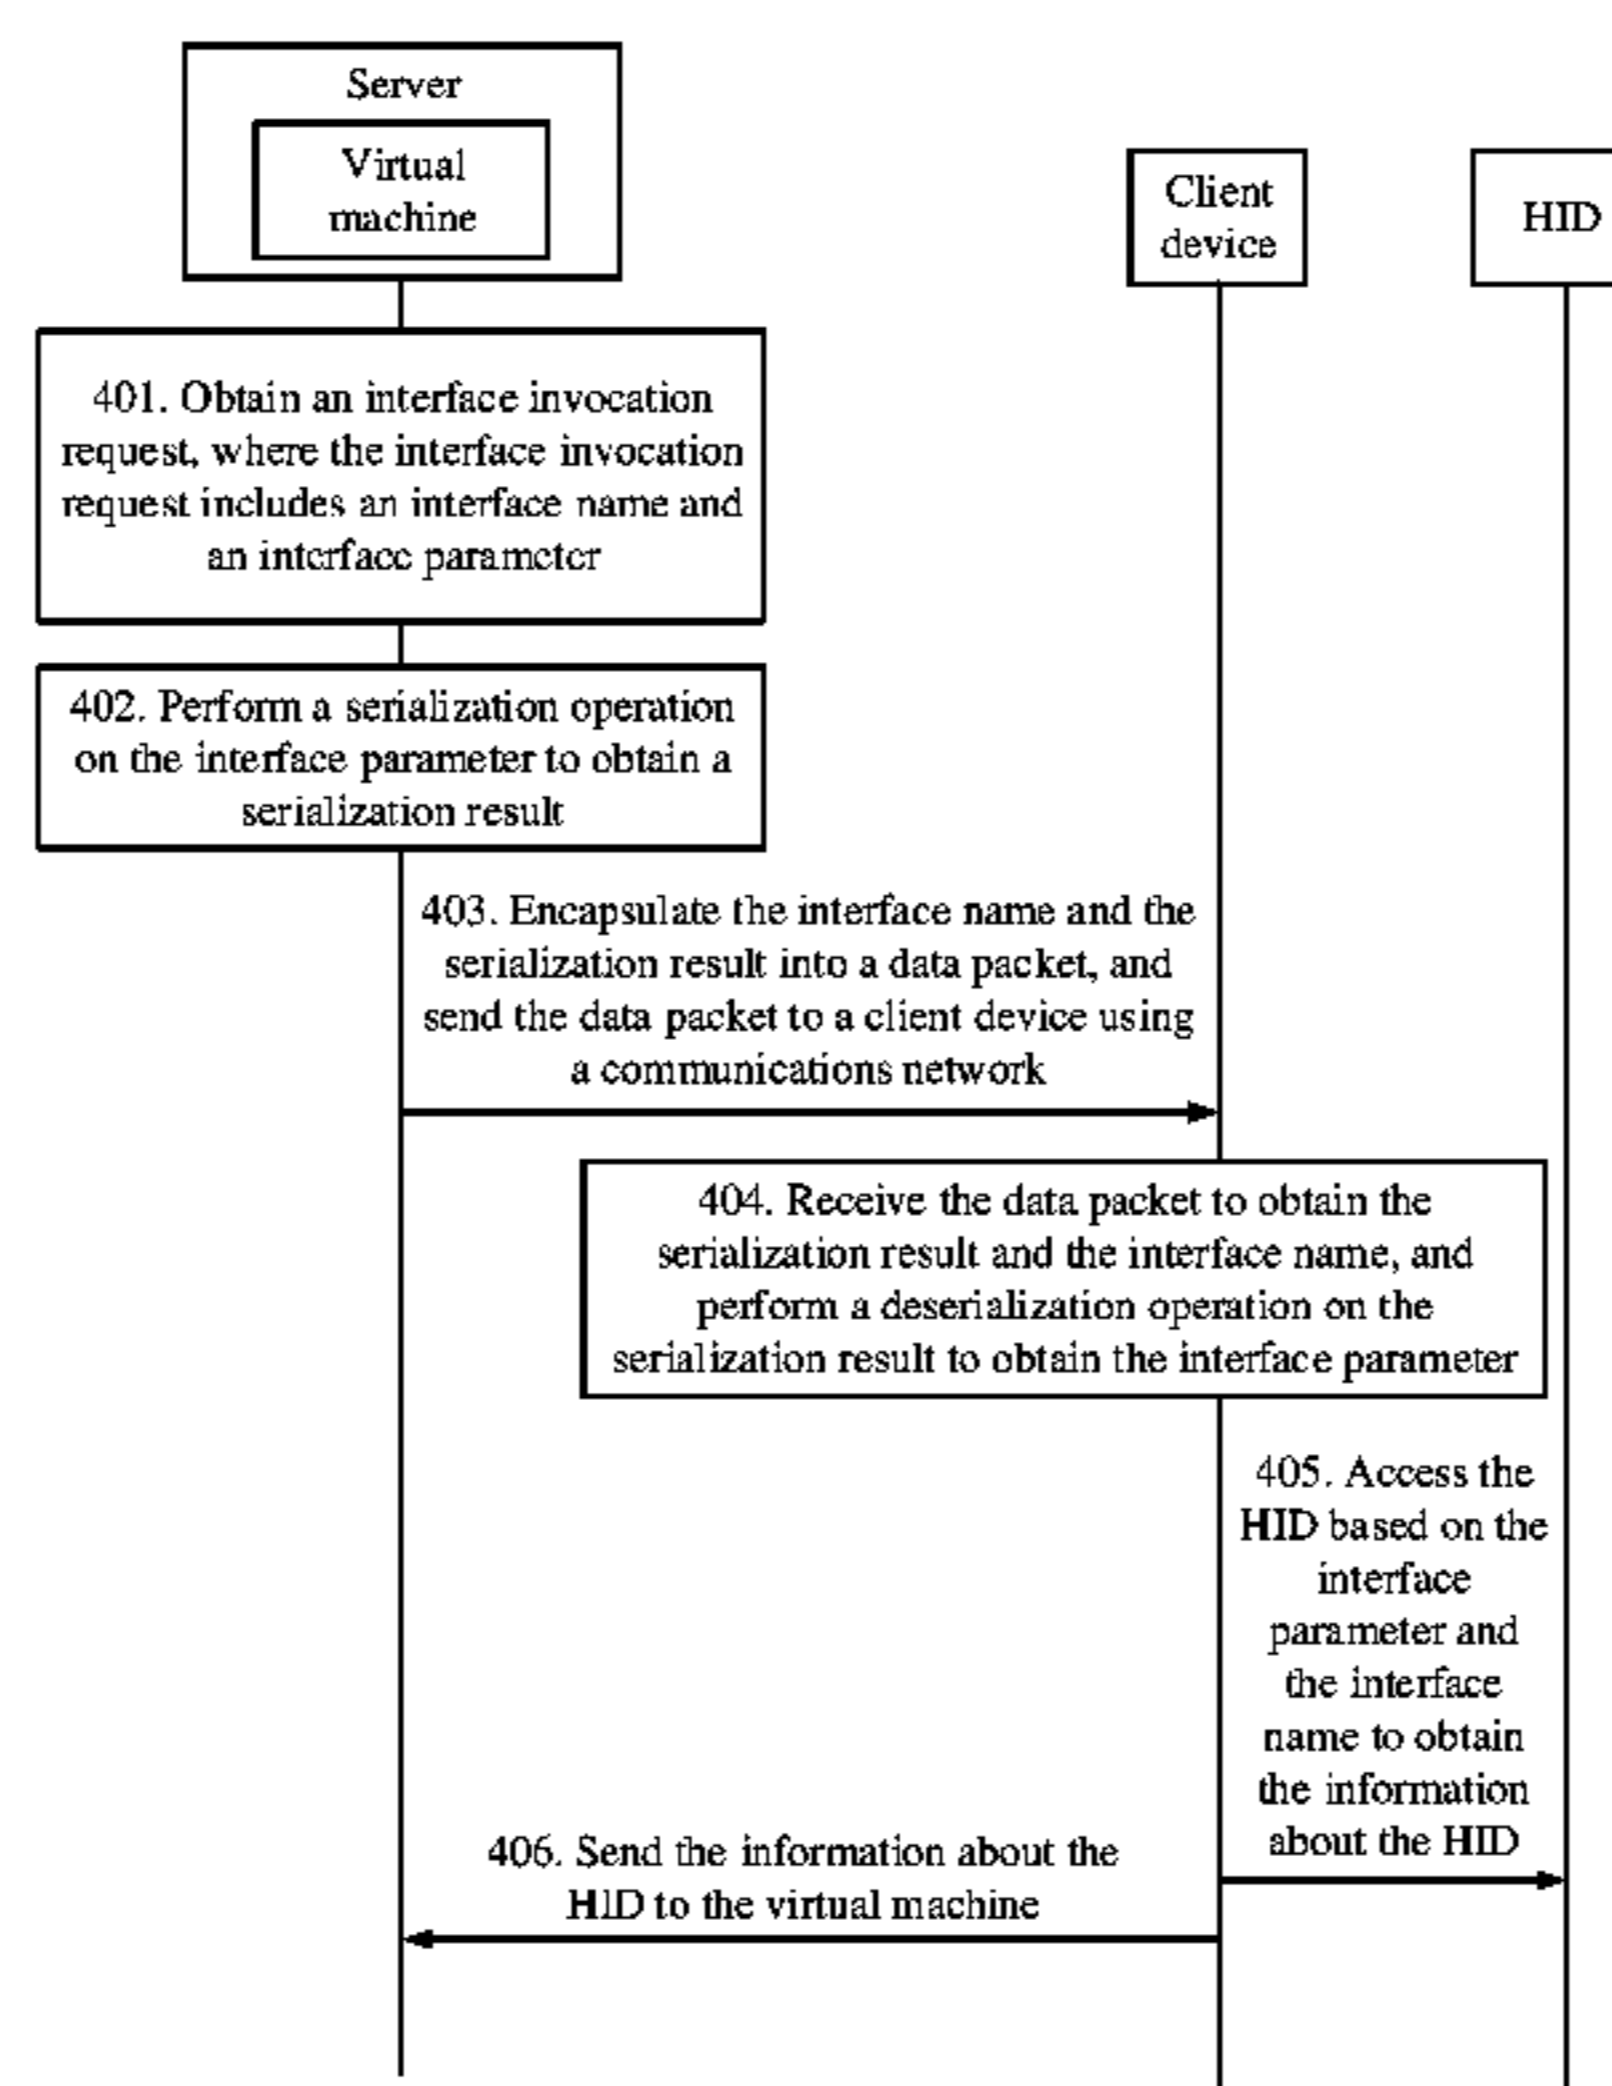 Server
Virtual
machine
Client
device
HID
401. Obtain an interface invocation
request, where the interface invocation
request includes an interface name and
an interface parameter
402. Perform a serialization operation
on the interface parameter to obtain a
serialization result
403. Encapsulate the interface name and the
serialization result into a data packet, and
send the data packet to a client device using
a communications network
404. Receive the data packet to obtain the
serialization result and the interface name, and
perform a deserialization operation on the
serialization result to obtain the interface parameter
405. Access the
HID based on the
interface
parameter and
the interface
name to obtain
the information
about the HID
406. Send the information about the
HID to the virtual machine